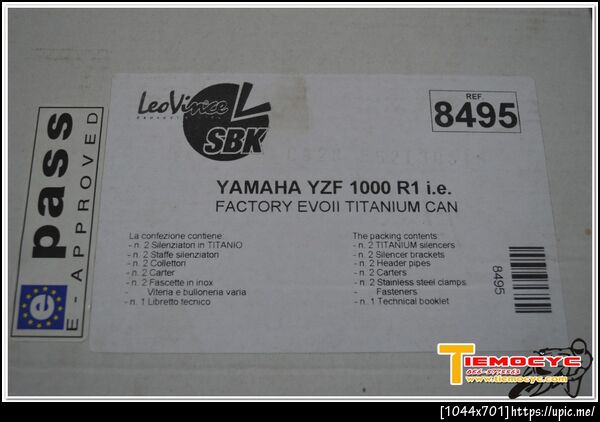 LeoVince
SBK
REF.
8495
YAMAHA YZF 1000 R1 i.e.
FACTORY EVOII TITANIUM CAN
La confezione contiene:
- n. 2 Silenziatori in TITANIO
- n. 2 Staffe silenziatori
- n. 2 Collettori
- n. 2 Carter
- n. 2 Fascette in inox
- Viteria e bulloneria varia
- n. 1 Libretto tecnico
The packing contents:
- n. 2 TITANIUM silencers
- n. 2 Silencer brackets
- n. 2 Header pipes
- n. 2 Carters
- n. 2 Stainless steel clamps
- Fasteners
- n. 1 Technical booklet
8495
e pass
E-APPROVED
TIEMOCYC
www.tiemocyc.com
[1044x701]https://upic.me/